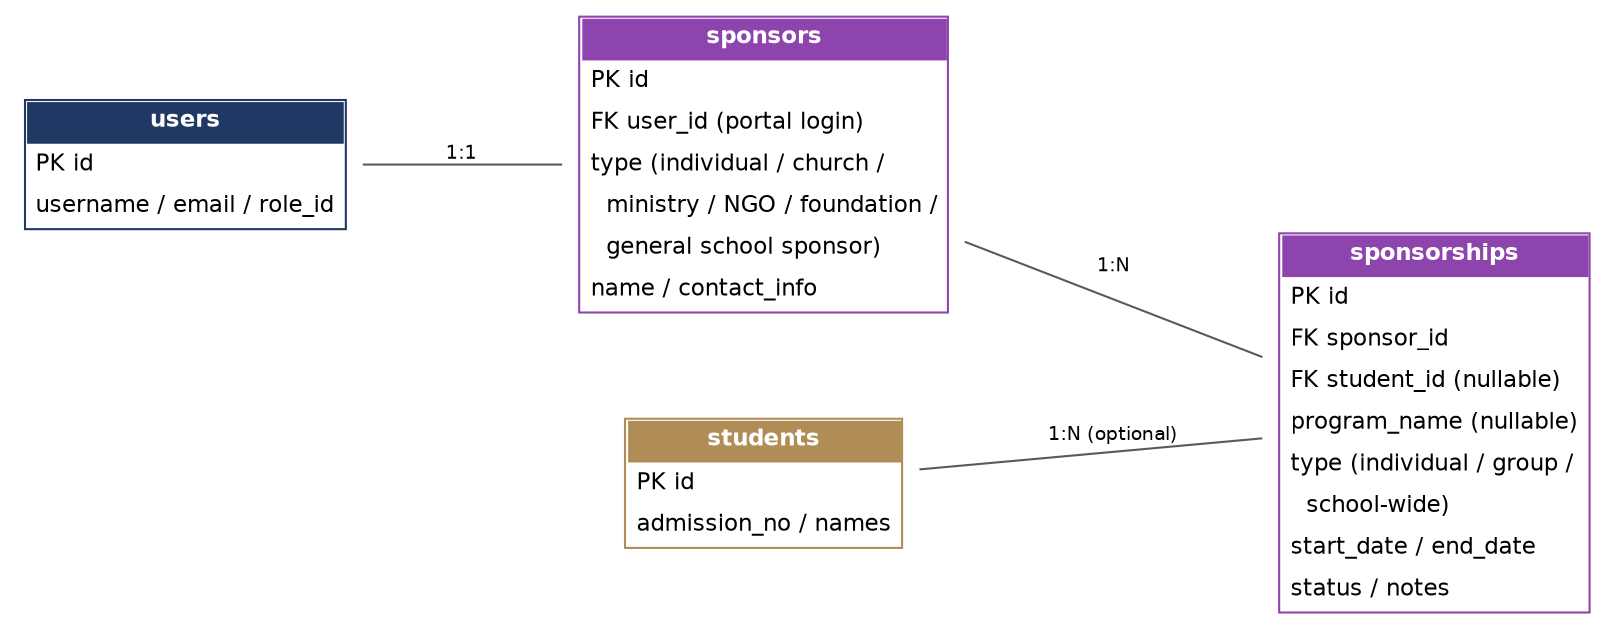 users
PK id
username / email / role_id
1:1
sponsors
PK id
FK user_id (portal login)
type (individual / church /
ministry / NGO / foundation /
general school sponsor)
name / contact_info
1:N
students
PK id
admission_no / names
1:N (optional)
sponsorships
PK id
FK sponsor_id
FK student_id (nullable)
program_name (nullable)
type (individual / group /
school-wide)
start_date / end_date
status / notes